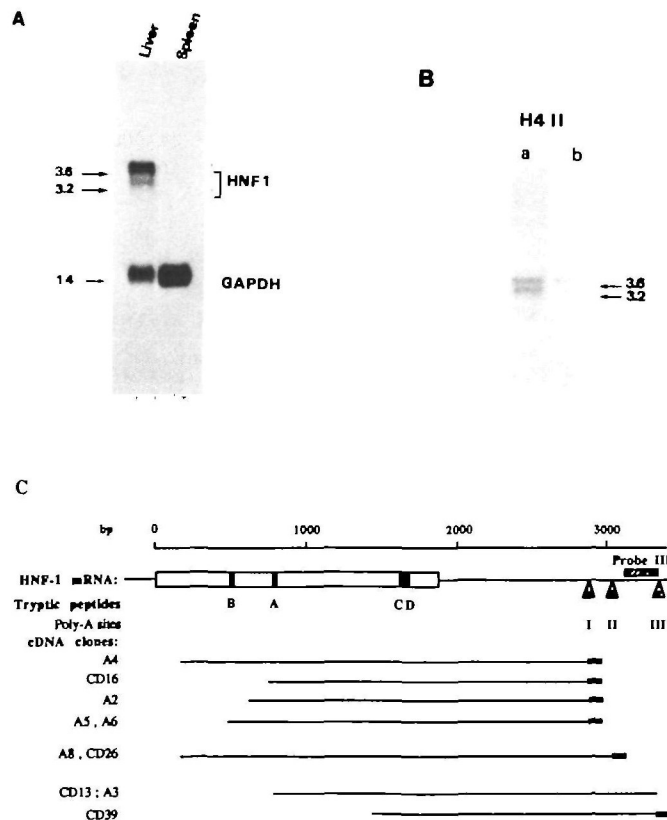 A
Liver
Spleen
3.6
3.2
HNF1
1.4
GAPDH
B
H4 II
a b
3.6
3.2
C
bp 0 1000 2000 3000
Probe III
HNF-1 mRNA:
Tryptic peptides B A C D
Poly-A sites I II III
cDNA clones:
A4
CD16
A2
A5 , A6
A8 , CD26
CD13 ; A3
CD39